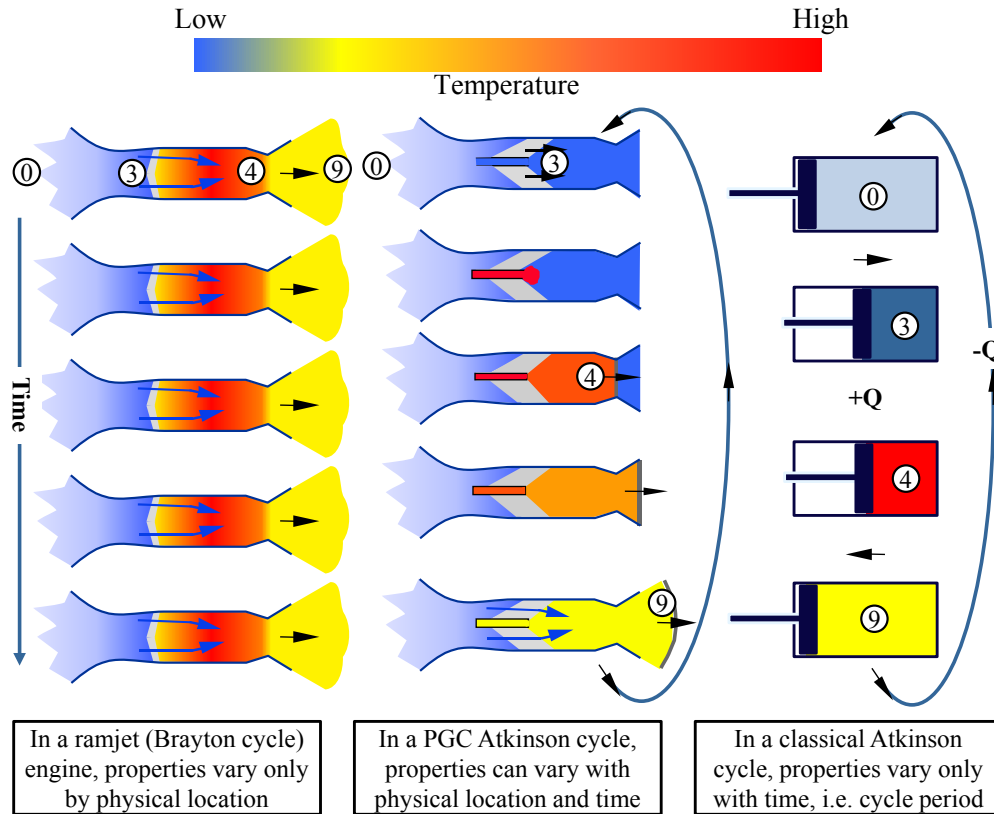 Low
High
Temperature
0
3
4
9
0
3
4
9
0
3
4
9
Time
+Q
-Q
In a ramjet (Brayton cycle)
engine, properties vary only
by physical location
In a PGC Atkinson cycle,
properties can vary with
physical location and time
In a classical Atkinson
cycle, properties vary only
with time, i.e. cycle period